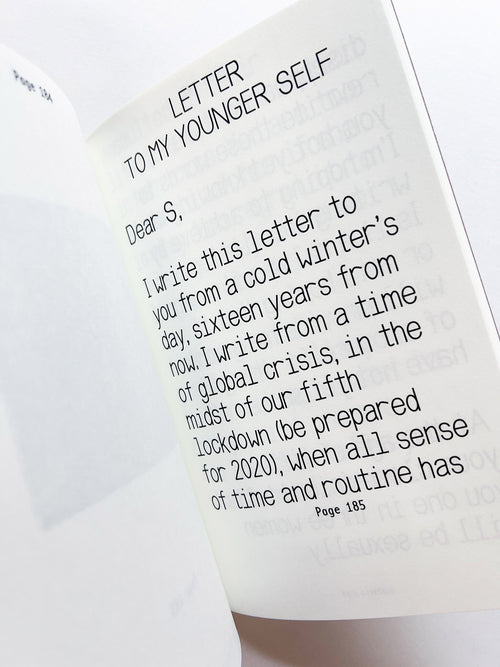 Page 184
LETTER
TO MY YOUNGER SELF
Dear S,
I write this letter to
you from a cold winter's
day, sixteen years from
now. I write from a time
of global crisis, in the
midst of our fifth
lockdown (be prepared
for 2020), when all sense
of time and routine has
Page 185